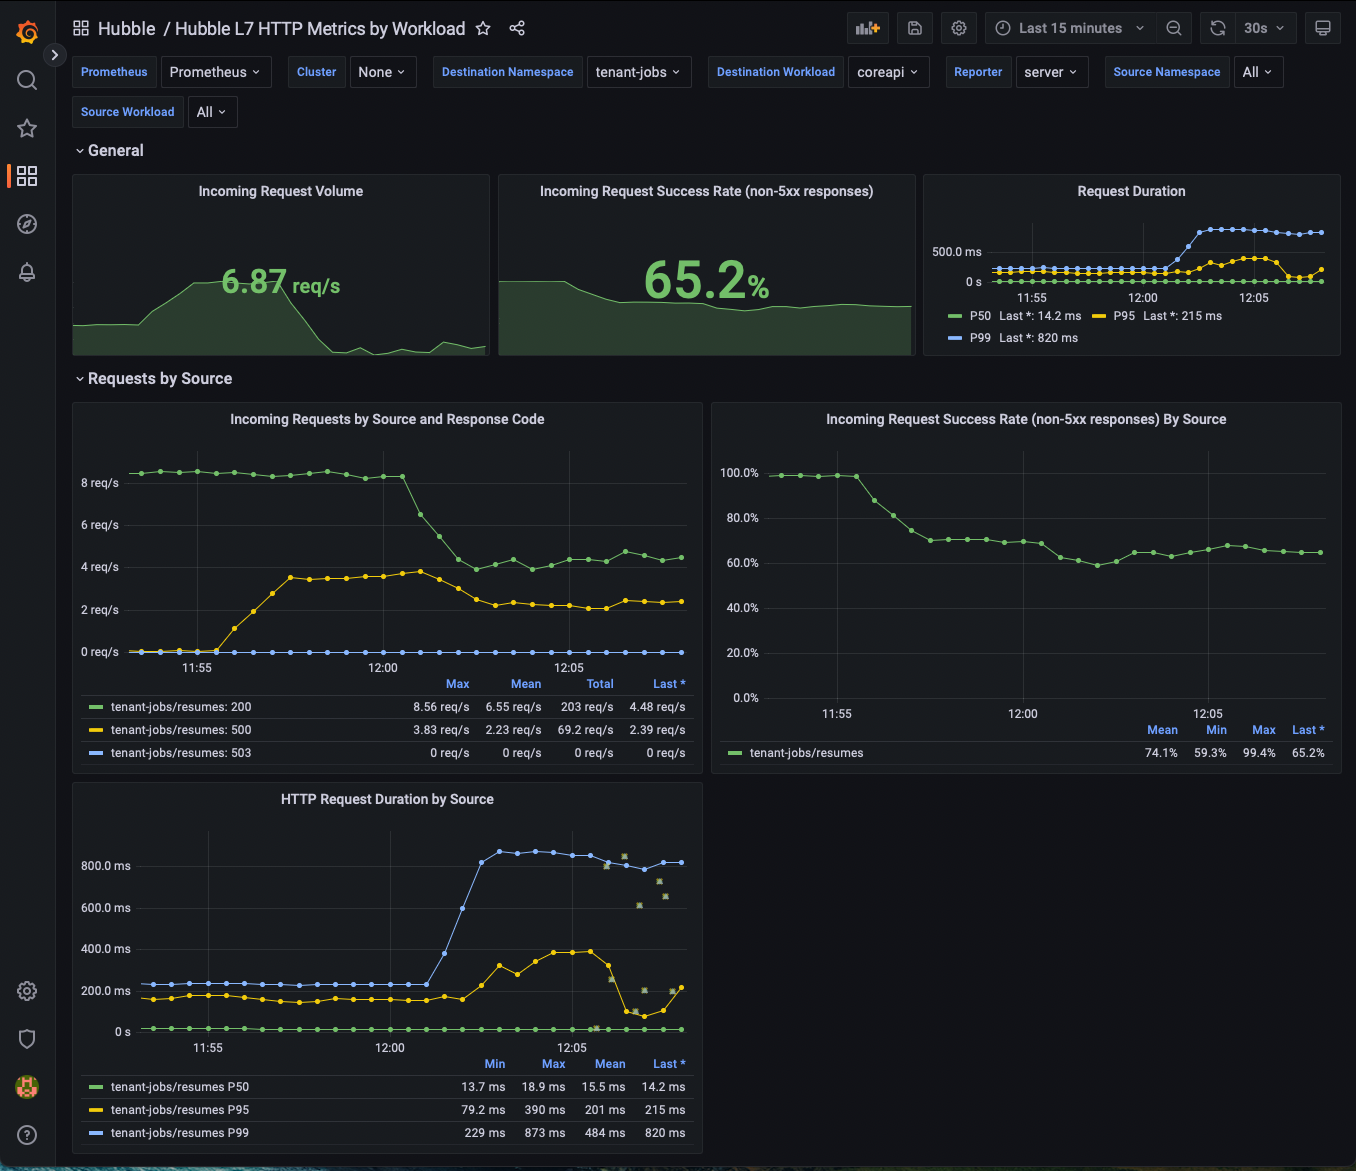 Hubble / Hubble L7 HTTP Metrics by Workload
Last 15 minutes
30s
Prometheus Prometheus Cluster None Destination Namespace tenant-jobs Destination Workload coreapi Reporter server Source Namespace All
Source Workload All
General
Incoming Request Volume
6.87 req/s
Incoming Request Success Rate (non-5xx responses)
65.2%
Request Duration
500.0 ms
0 s
11:55 12:00 12:05
P50 Last *: 14.2 ms P95 Last *: 215 ms
P99 Last *: 820 ms
Requests by Source
Incoming Requests by Source and Response Code
8 req/s
6 req/s
4 req/s
2 req/s
0 req/s
11:55 12:00 12:05
Max Mean Total Last *
tenant-jobs/resumes: 200 8.56 req/s 6.55 req/s 203 req/s 4.48 req/s
tenant-jobs/resumes: 500 3.83 req/s 2.23 req/s 69.2 req/s 2.39 req/s
tenant-jobs/resumes: 503 0 req/s 0 req/s 0 req/s 0 req/s
Incoming Request Success Rate (non-5xx responses) By Source
100.0%
80.0%
60.0%
40.0%
20.0%
0.0%
11:55 12:00 12:05
Mean Min Max Last *
tenant-jobs/resumes 74.1% 59.3% 99.4% 65.2%
HTTP Request Duration by Source
800.0 ms
600.0 ms
400.0 ms
200.0 ms
0 s
11:55 12:00 12:05
Min Max Mean Last *
tenant-jobs/resumes P50 13.7 ms 18.9 ms 15.5 ms 14.2 ms
tenant-jobs/resumes P95 79.2 ms 390 ms 201 ms 215 ms
tenant-jobs/resumes P99 229 ms 873 ms 484 ms 820 ms